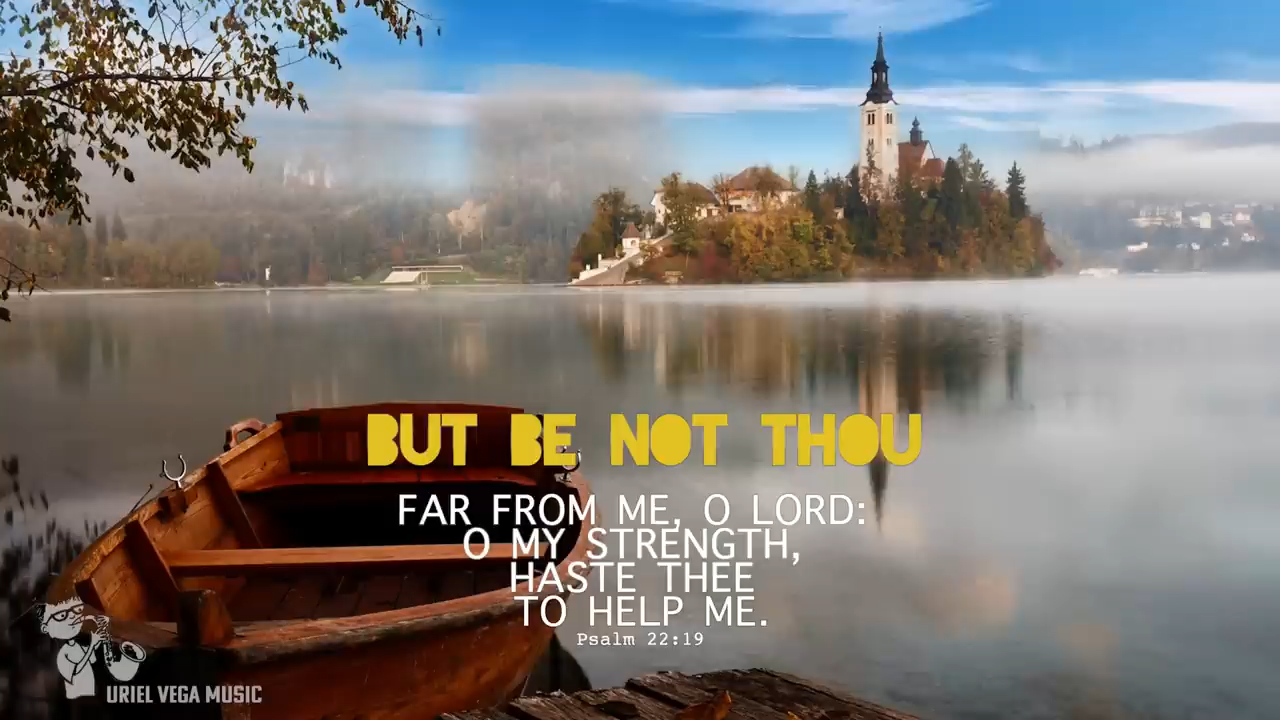 BUT BE NOT THOU
FAR FROM ME, O LORD:
O MY STRENGTH,
HASTE THEE
TO HELP ME.
Psalm 22:19
URIEL VEGA MUSIC